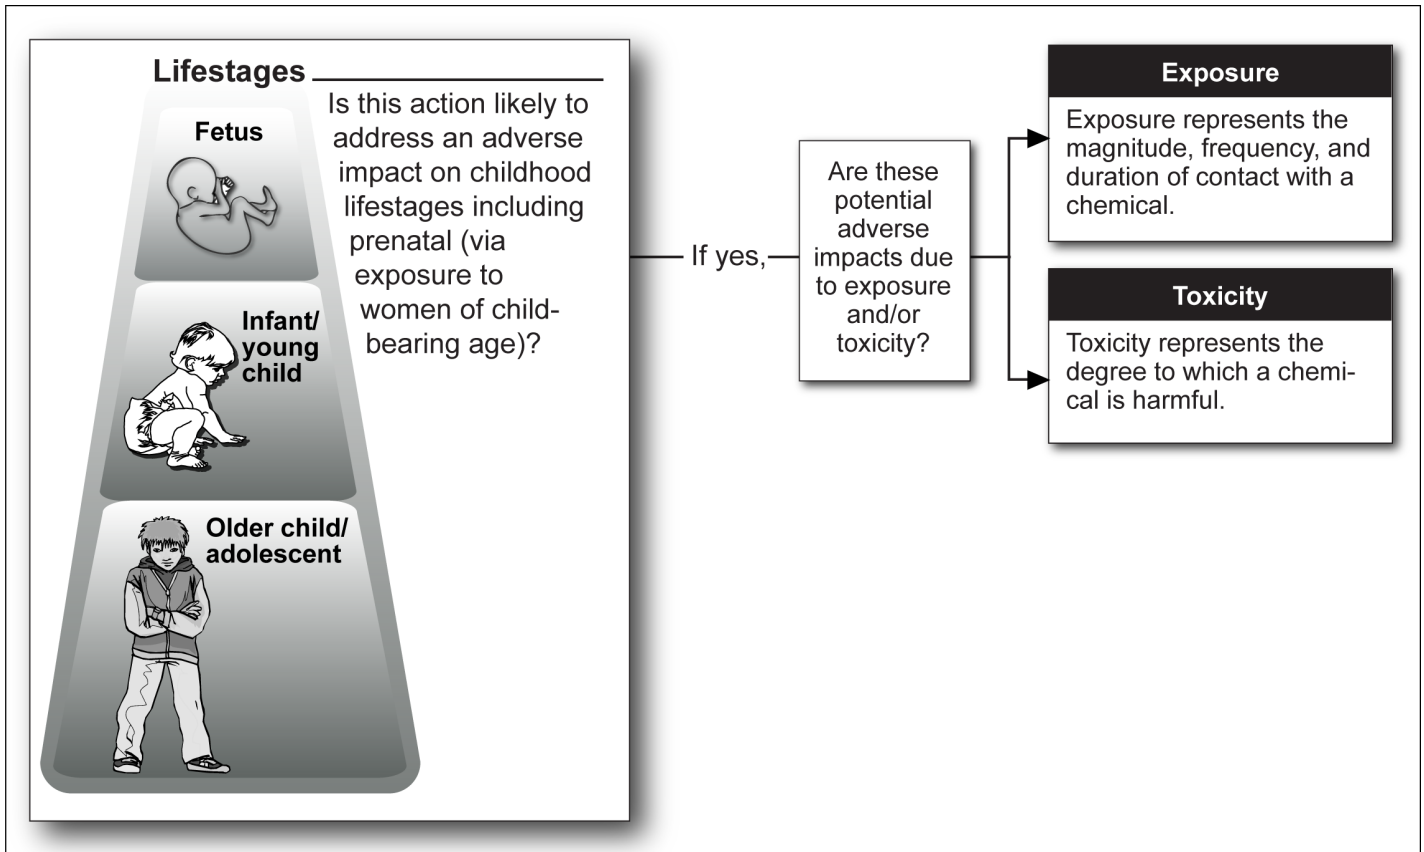 Lifestages
Fetus
Infant/
young
child
Older child/
adolescent
Is this action likely to
address an adverse
impact on childhood
lifestages including
prenatal (via
exposure to
women of child-
bearing age)?
If yes,
Are these
potential
adverse
impacts due
to exposure
and/or
toxicity?
Exposure
Exposure represents the
magnitude, frequency, and
duration of contact with a
chemical.
Toxicity
Toxicity represents the
degree to which a chemi-
cal is harmful.